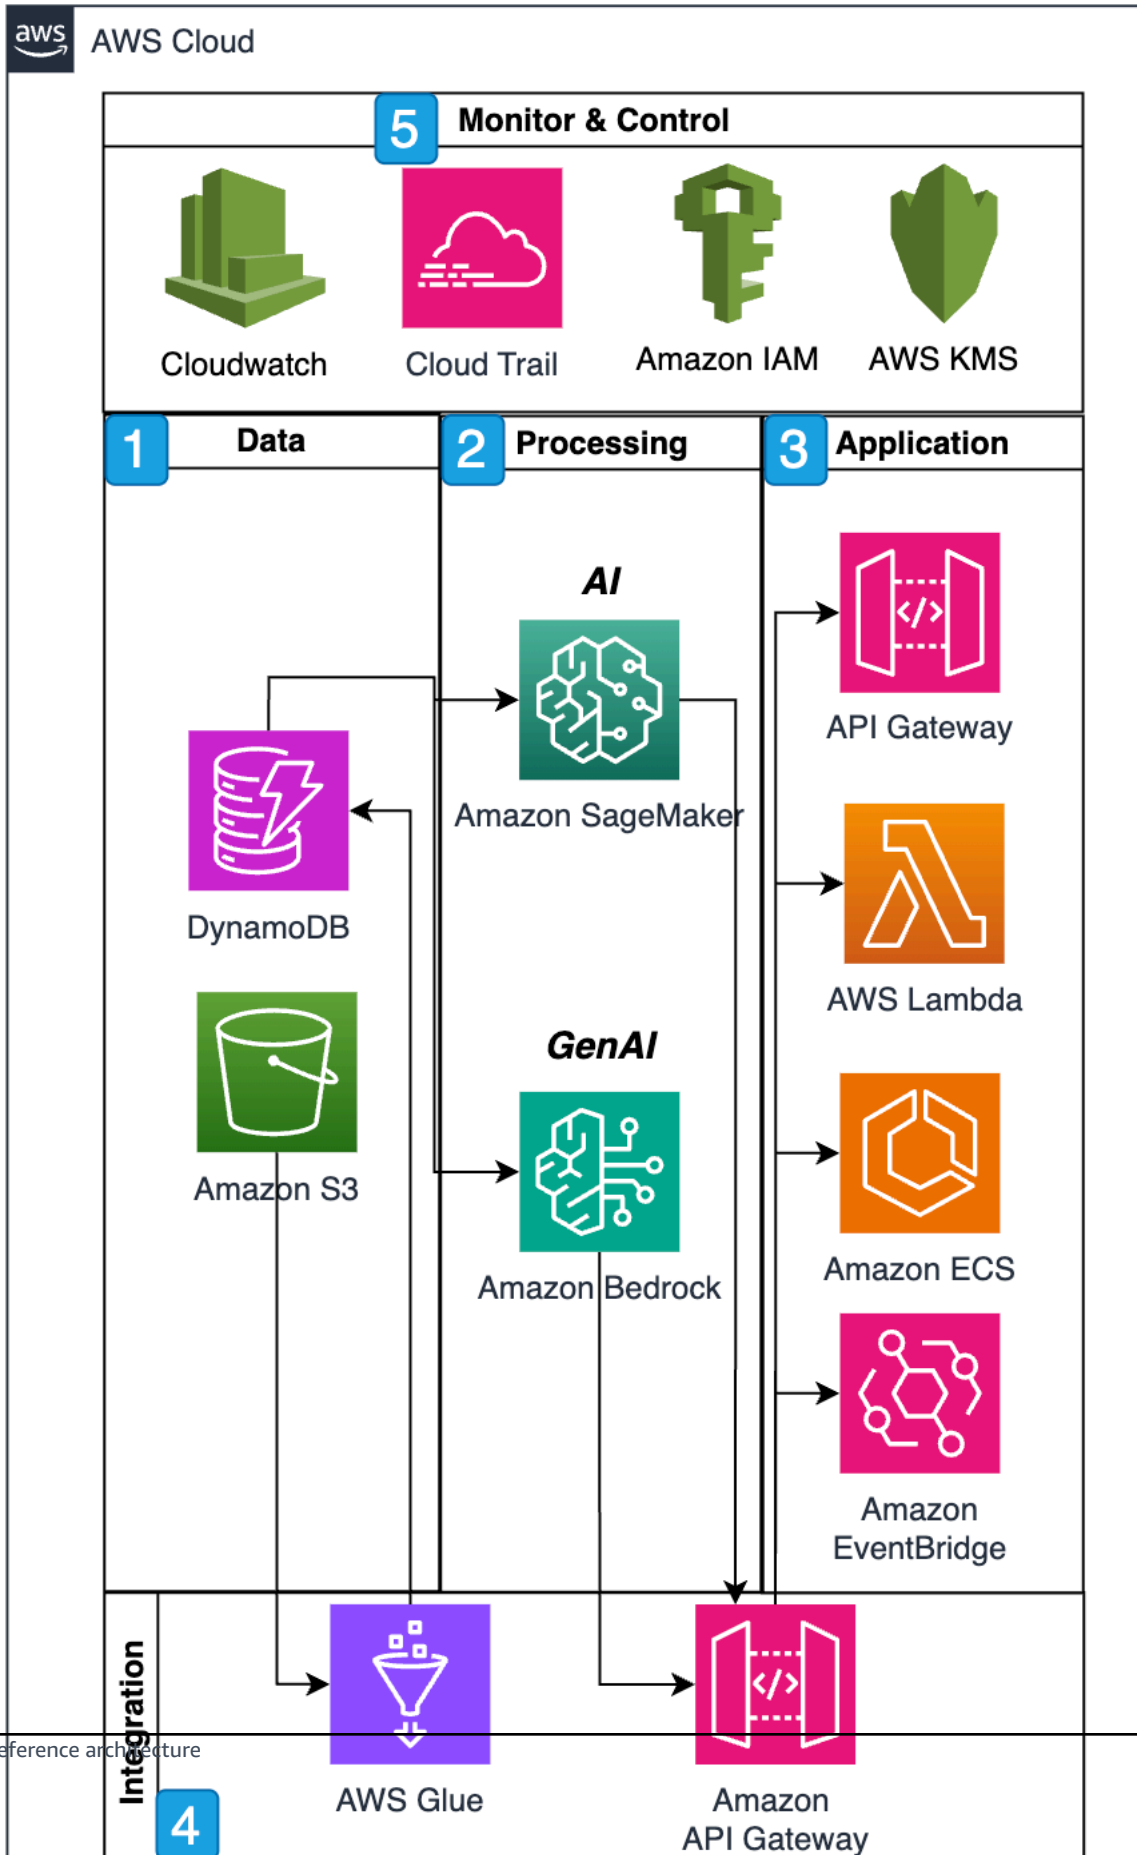 aws
AWS Cloud
5
Monitor & Control
Cloudwatch
Cloud Trail
Amazon IAM
AWS KMS
1
Data
2
Processing
3
Application
AI
Amazon SageMaker
DynamoDB
Amazon S3
GenAI
Amazon Bedrock
</>
API Gateway
AWS Lambda
Amazon ECS
Amazon
EventBridge
Integration
4
AWS Glue
</>
Amazon
API Gateway
eference architecture